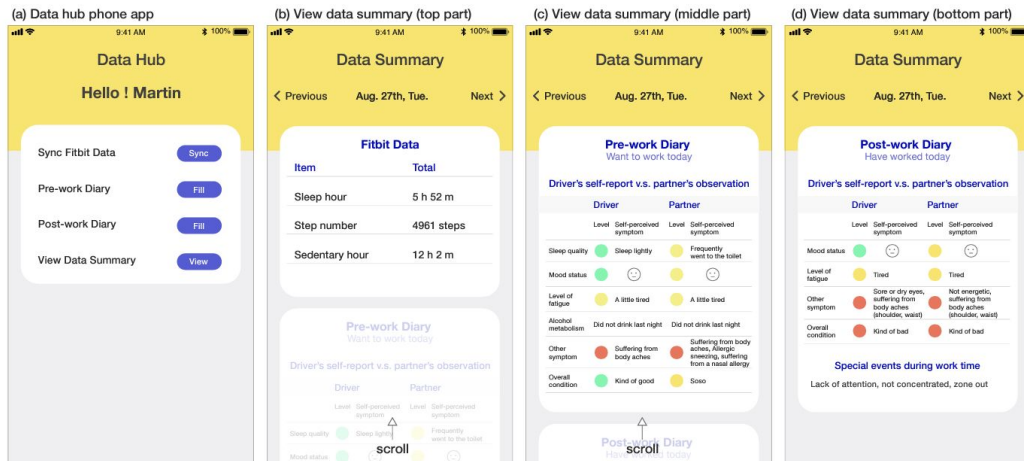 (a) Data hub phone app
9:41 AM
100%
Data Hub
Hello ! Martin
Sync Fitbit Data Sync
Pre-work Diary Fill
Post-work Diary Fill
View Data Summary View
(b) View data summary (top part)
9:41 AM
100%
Data Summary
Previous Aug. 27th, Tue. Next
Fitbit Data
Item Total
Sleep hour 5 h 52 m
Step number 4961 steps
Sedentary hour 12 h 2 m
Pre-work Diary
Want to work today
Driver's self-report v.s. partner's observation
Driver Partner
Level Self-perceived Level Self-perceived
symptom symptom
Sleep quality Sleep lightly Frequently
went to the toilet
Mood status
scroll
(c) View data summary (middle part)
9:41 AM
100%
Data Summary
Previous Aug. 27th, Tue. Next
Pre-work Diary
Want to work today
Driver's self-report v.s. partner's observation
Driver Partner
Level Self-perceived Level Self-perceived
symptom symptom
Sleep quality Sleep lightly Frequently
went to the toilet
Mood status
Level of
fatigue A little tired A little tired
Alcohol
metabolism Did not drink last night Did not drink last night
Other
symptom
Suffering from
body aches
Suffering from body
aches, Allergic
sneezing, suffering
from a nasal allergy
Overall
condition Kind of good Soso
Post-work Diary
Have worked today
scroll
(d) View data summary (bottom part)
9:41 AM
100%
Data Summary
Previous Aug. 27th, Tue. Next
Post-work Diary
Have worked today
Driver's self-report v.s. partner's observation
Driver Partner
Level Self-perceived Level Self-perceived
symptom symptom
Mood status
Level of
fatigue Tired Tired
Other
symptom
Sore or dry eyes,
suffering from
body aches
(shoulder, waist)
Not energetic,
suffering from
body aches
(shoulder, waist)
Overall
condition Kind of bad Kind of bad
Special events during work time
Lack of attention, not concentrated, zone out